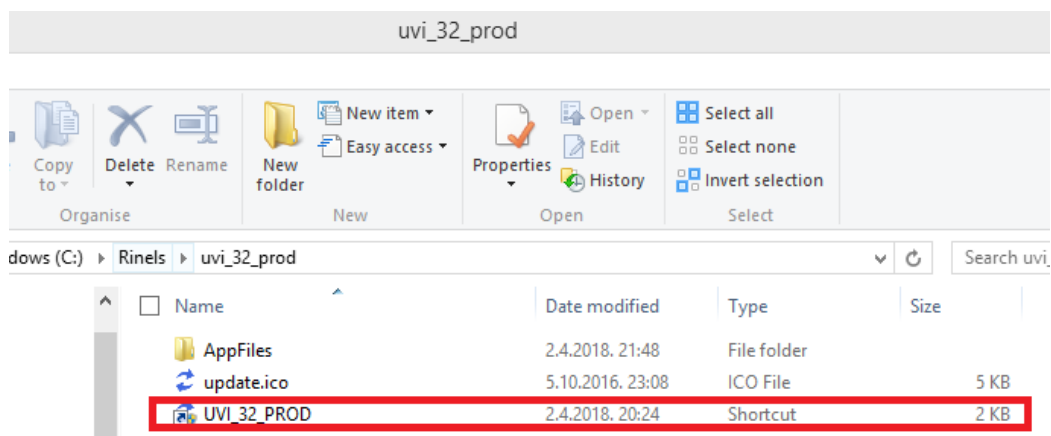 uvi_32_prod
Copy to
Delete
Rename
New folder
New item
Easy access
Properties
Open
Edit
History
Select all
Select none
Invert selection
Organise New Open Select
dows (C:) Rinels uvi_32_prod Search uvi_
Name Date modified Type Size
AppFiles 2.4.2018. 21:48 File folder
update.ico 5.10.2016. 23:08 ICO File 5 KB
UVI_32_PROD 2.4.2018. 20:24 Shortcut 2 KB